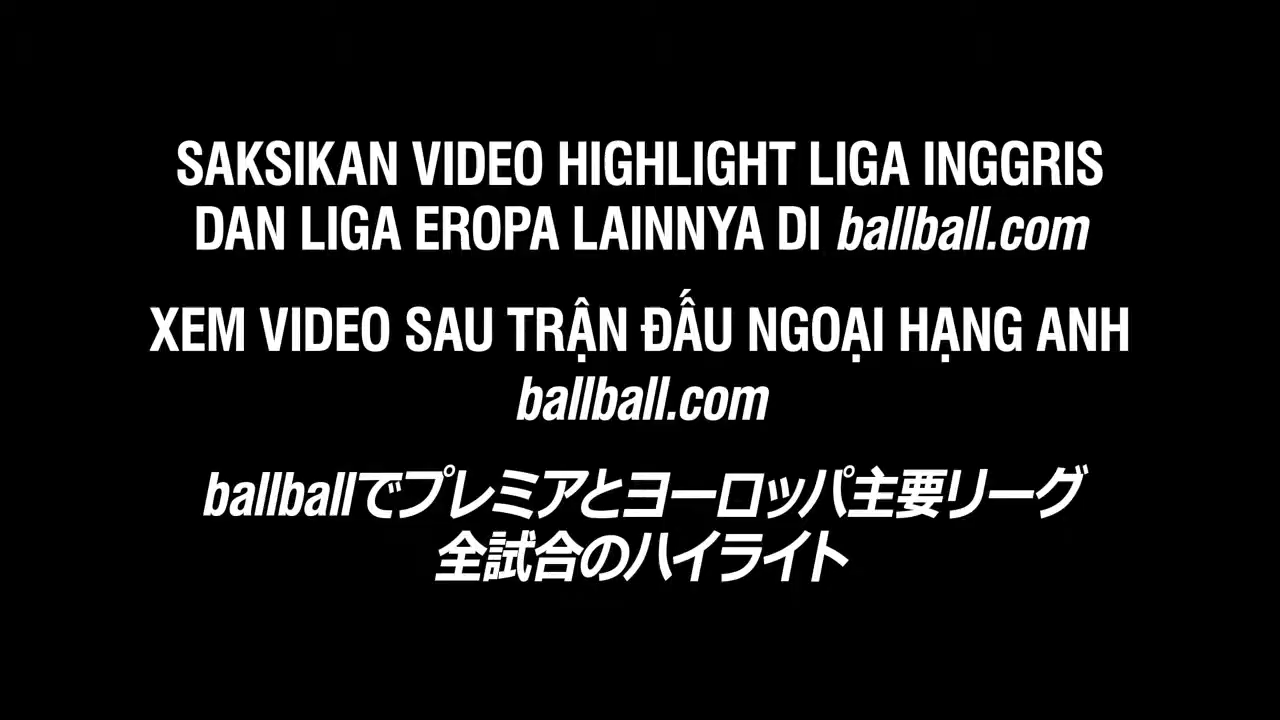 SAKSIKAN VIDEO HIGHLIGHT LIGA INGGRIS
DAN LIGA EROPA LAINNYA DI ballball.com
XEM VIDEO SAU TRẬN ĐẤU NGOẠI HẠNG ANH
ballball.com
ballballでプレミアとヨーロッパ主要リーグ
全試合のハイライト